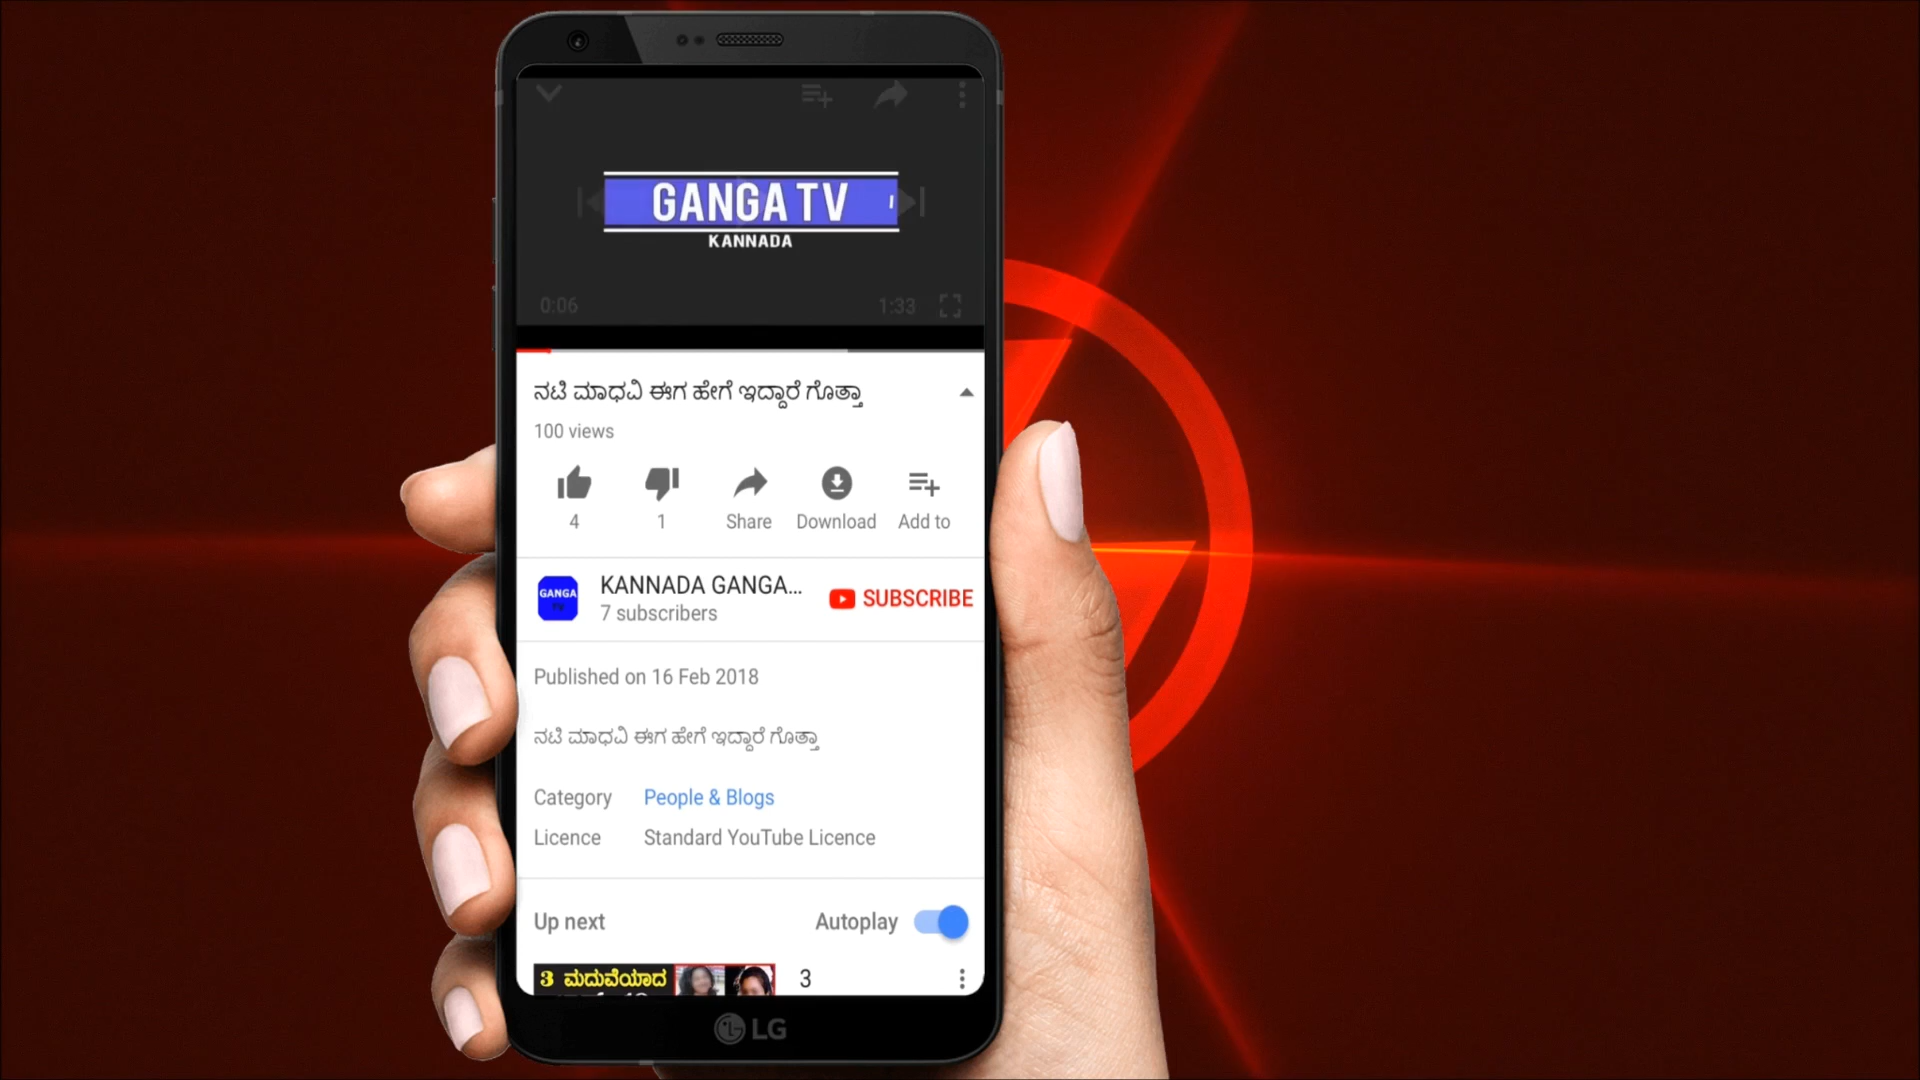 GANGA TV
KANNADA
0:06 1:33
ನಟಿ ಮಾಧವಿ ಈಗ ಹೇಗೆ ಇದ್ದಾರೆ ಗೊತ್ತಾ
100 views
4 1 Share Download Add to
GANGA TV
KANNADA GANGA...
7 subscribers
SUBSCRIBE
Published on 16 Feb 2018
ನಟಿ ಮಾಧವಿ ಈಗ ಹೇಗೆ ಇದ್ದಾರೆ ಗೊತ್ತಾ
Category People & Blogs
Licence Standard YouTube Licence
Up next Autoplay
3 ಮದುವೆಯಾದ 3
LG